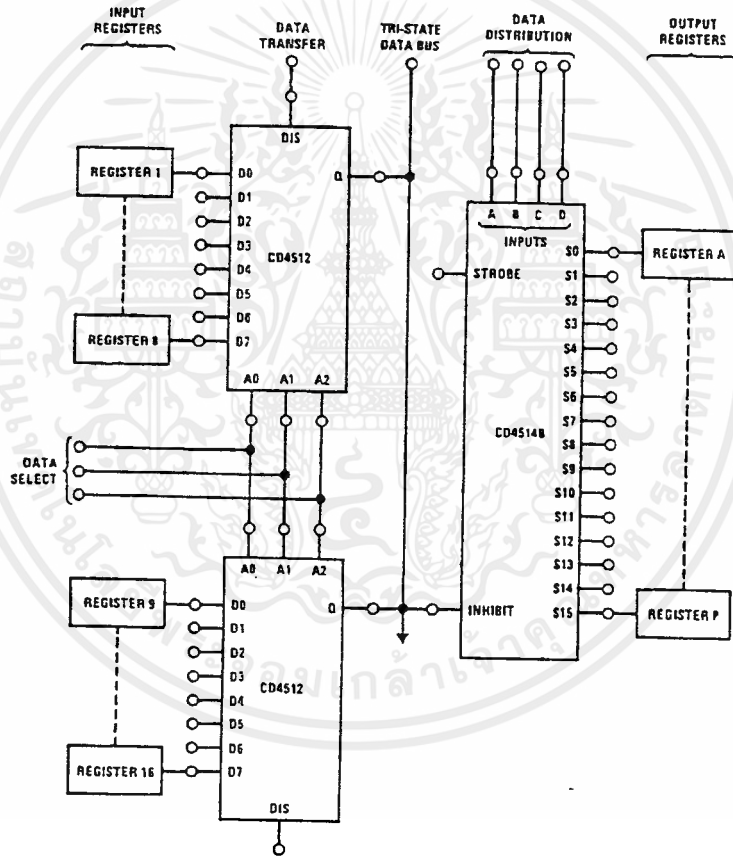 INPUT
REGISTERS
DATA
TRANSFER
TRI-STATE
DATA BUS
DATA
DISTRIBUTION
OUTPUT
REGISTERS
DIS
REGISTER 1
D0
D1
D2
D3
D4
D5
D6
D7
CD4512
Q
REGISTER 8
A0 A1 A2
DATA
SELECT
A B C D
INPUTS
STROBE
CD4514B
INHIBIT
S0
S1
S2
S3
S4
S5
S6
S7
S8
S9
S10
S11
S12
S13
S14
S15
REGISTER A
REGISTER P
A0 A1 A2
REGISTER 9
D0
D1
D2
D3
D4
D5
D6
D7
CD4512
Q
REGISTER 16
DIS